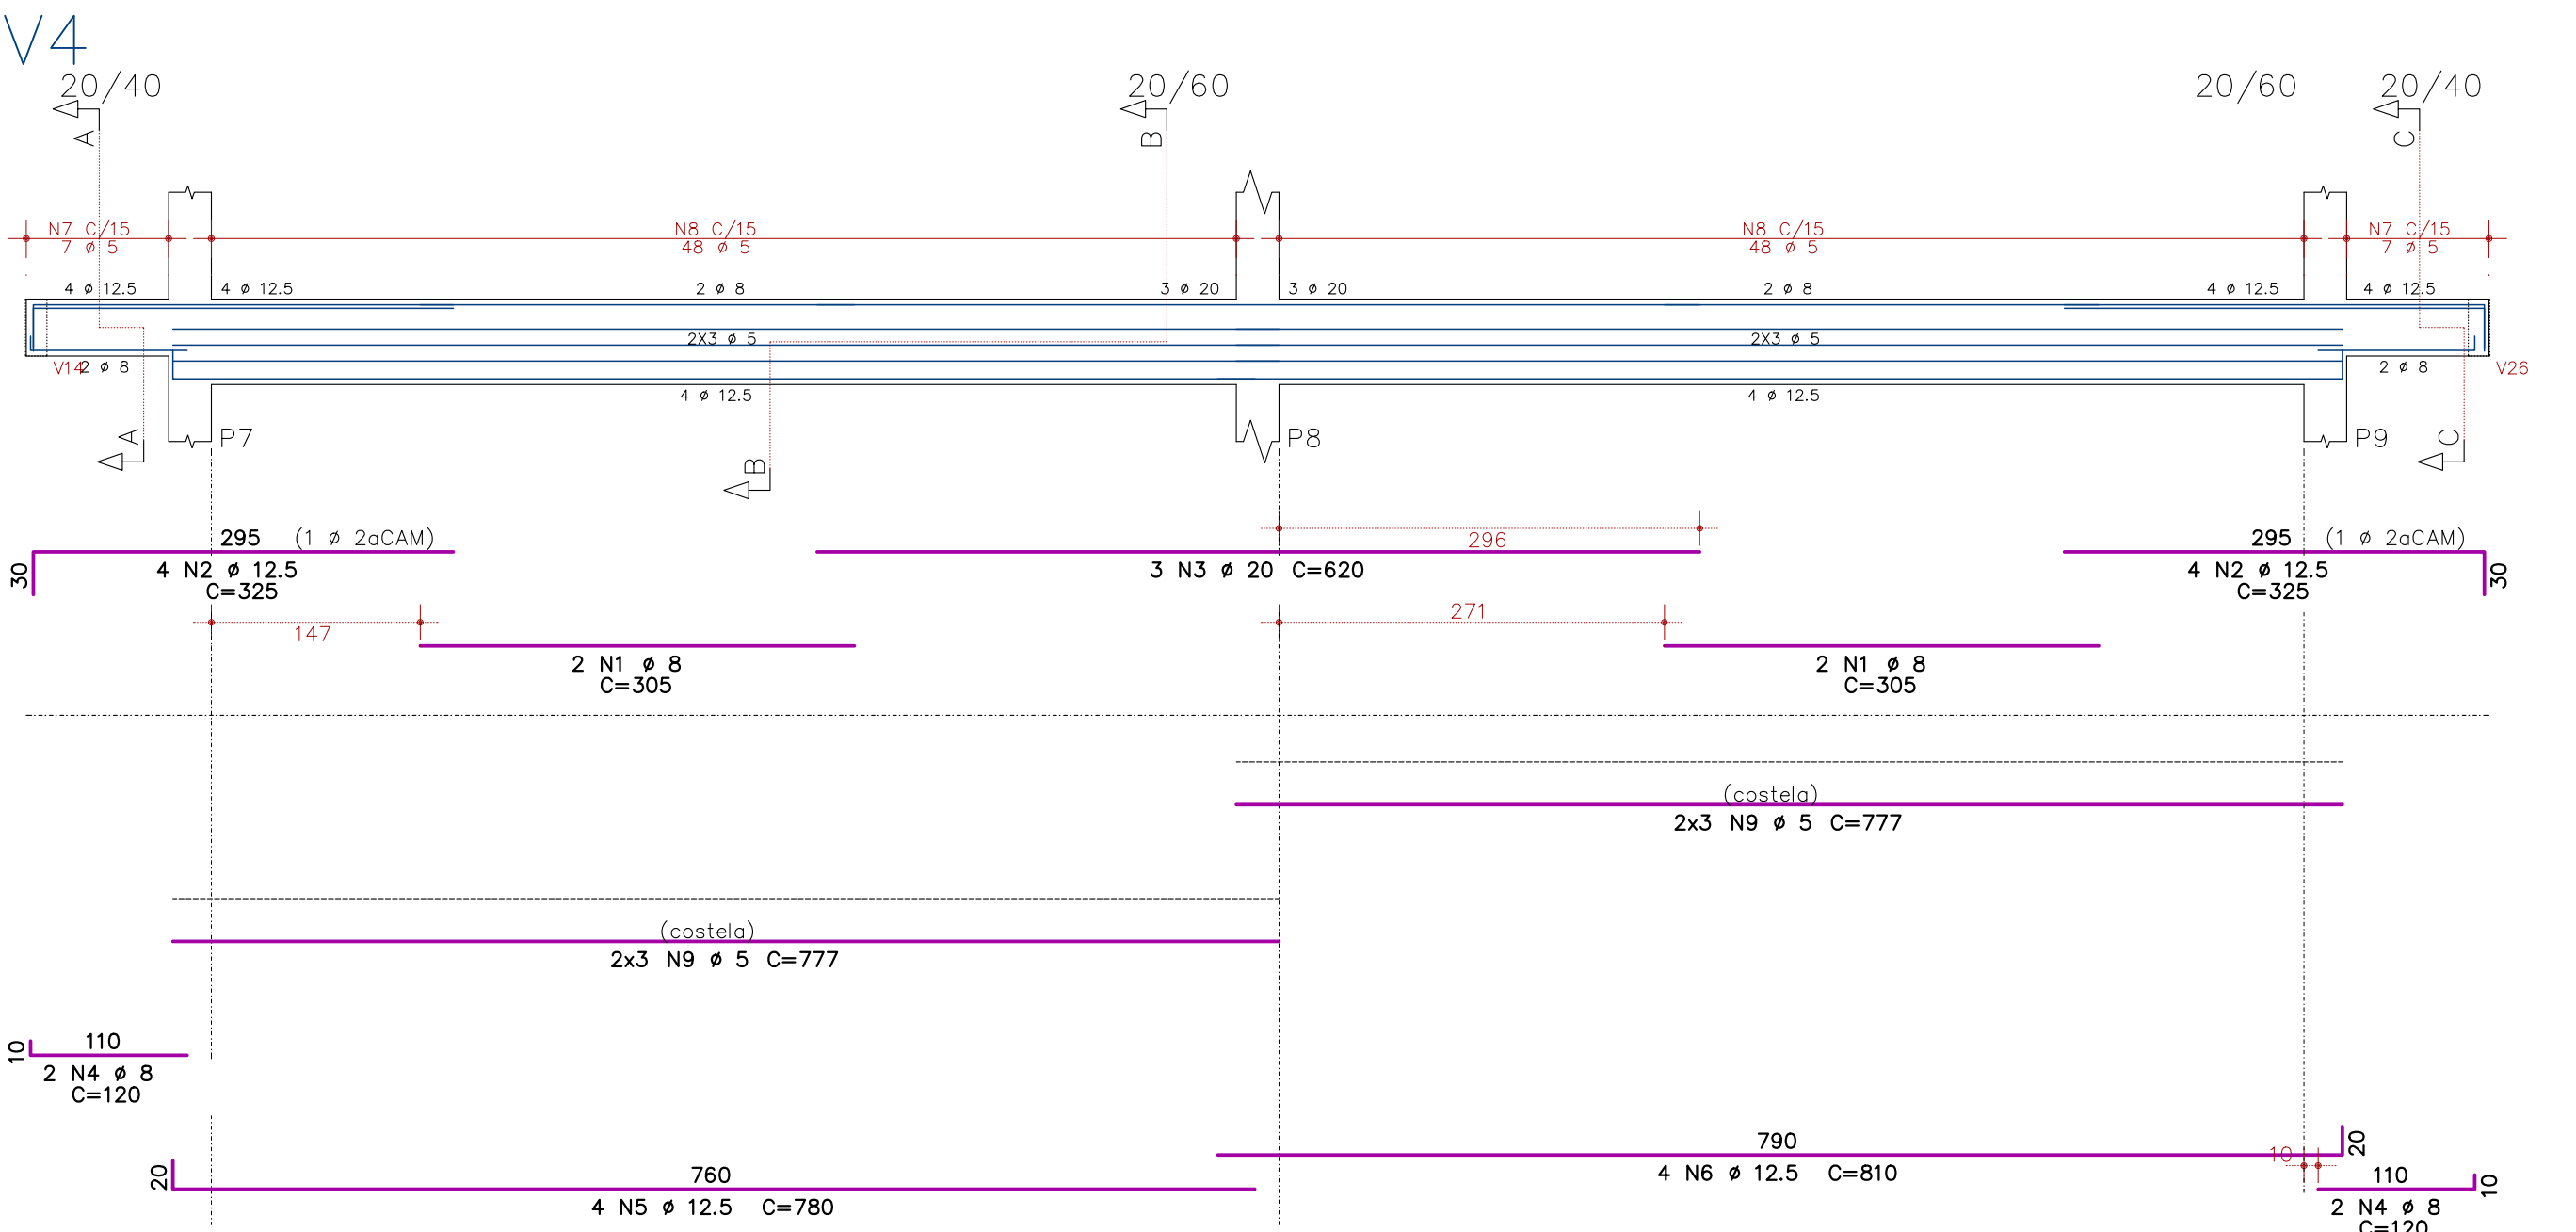 V4
20/40
20/60
20/60
20/40
A
B
C
N7 C/15
7 ø 5
N8 C/15
48 ø 5
N8 C/15
48 ø 5
N7 C/15
7 ø 5
4 ø 12.5
4 ø 12.5
2 ø 8
3 ø 20
3 ø 20
2 ø 8
4 ø 12.5
4 ø 12.5
2X3 ø 5
2X3 ø 5
V14
2 ø 8
2 ø 8
V26
4 ø 12.5
4 ø 12.5
A
P7
B
P8
P9
C
295 (1 ø 2aCAM)
30
4 N2 ø 12.5
C=325
296
3 N3 ø 20 C=620
295 (1 ø 2aCAM)
30
4 N2 ø 12.5
C=325
147
2 N1 ø 8
C=305
271
2 N1 ø 8
C=305
(costela)
2x3 N9 ø 5 C=777
(costela)
2x3 N9 ø 5 C=777
10
110
2 N4 ø 8
C=120
790
20
4 N6 ø 12.5 C=810
20
760
4 N5 ø 12.5 C=780
10
110
10
2 N4 ø 8
C=120